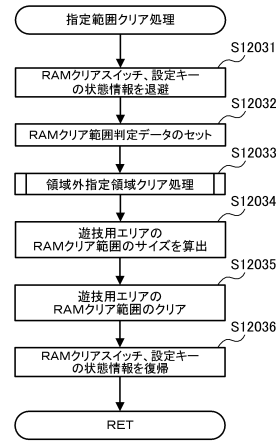 指定範囲クリア処理
S12031
RAMクリアスイッチ、設定キー
の状態情報を退避
S12032
RAMクリア範囲判定データのセット
S12033
領域外指定領域クリア処理
S12034
遊技用エリアの
RAMクリア範囲のサイズを算出
S12035
遊技用エリアの
RAMクリア範囲のクリア
S12036
RAMクリアスイッチ、設定キー
の状態情報を復帰
RET